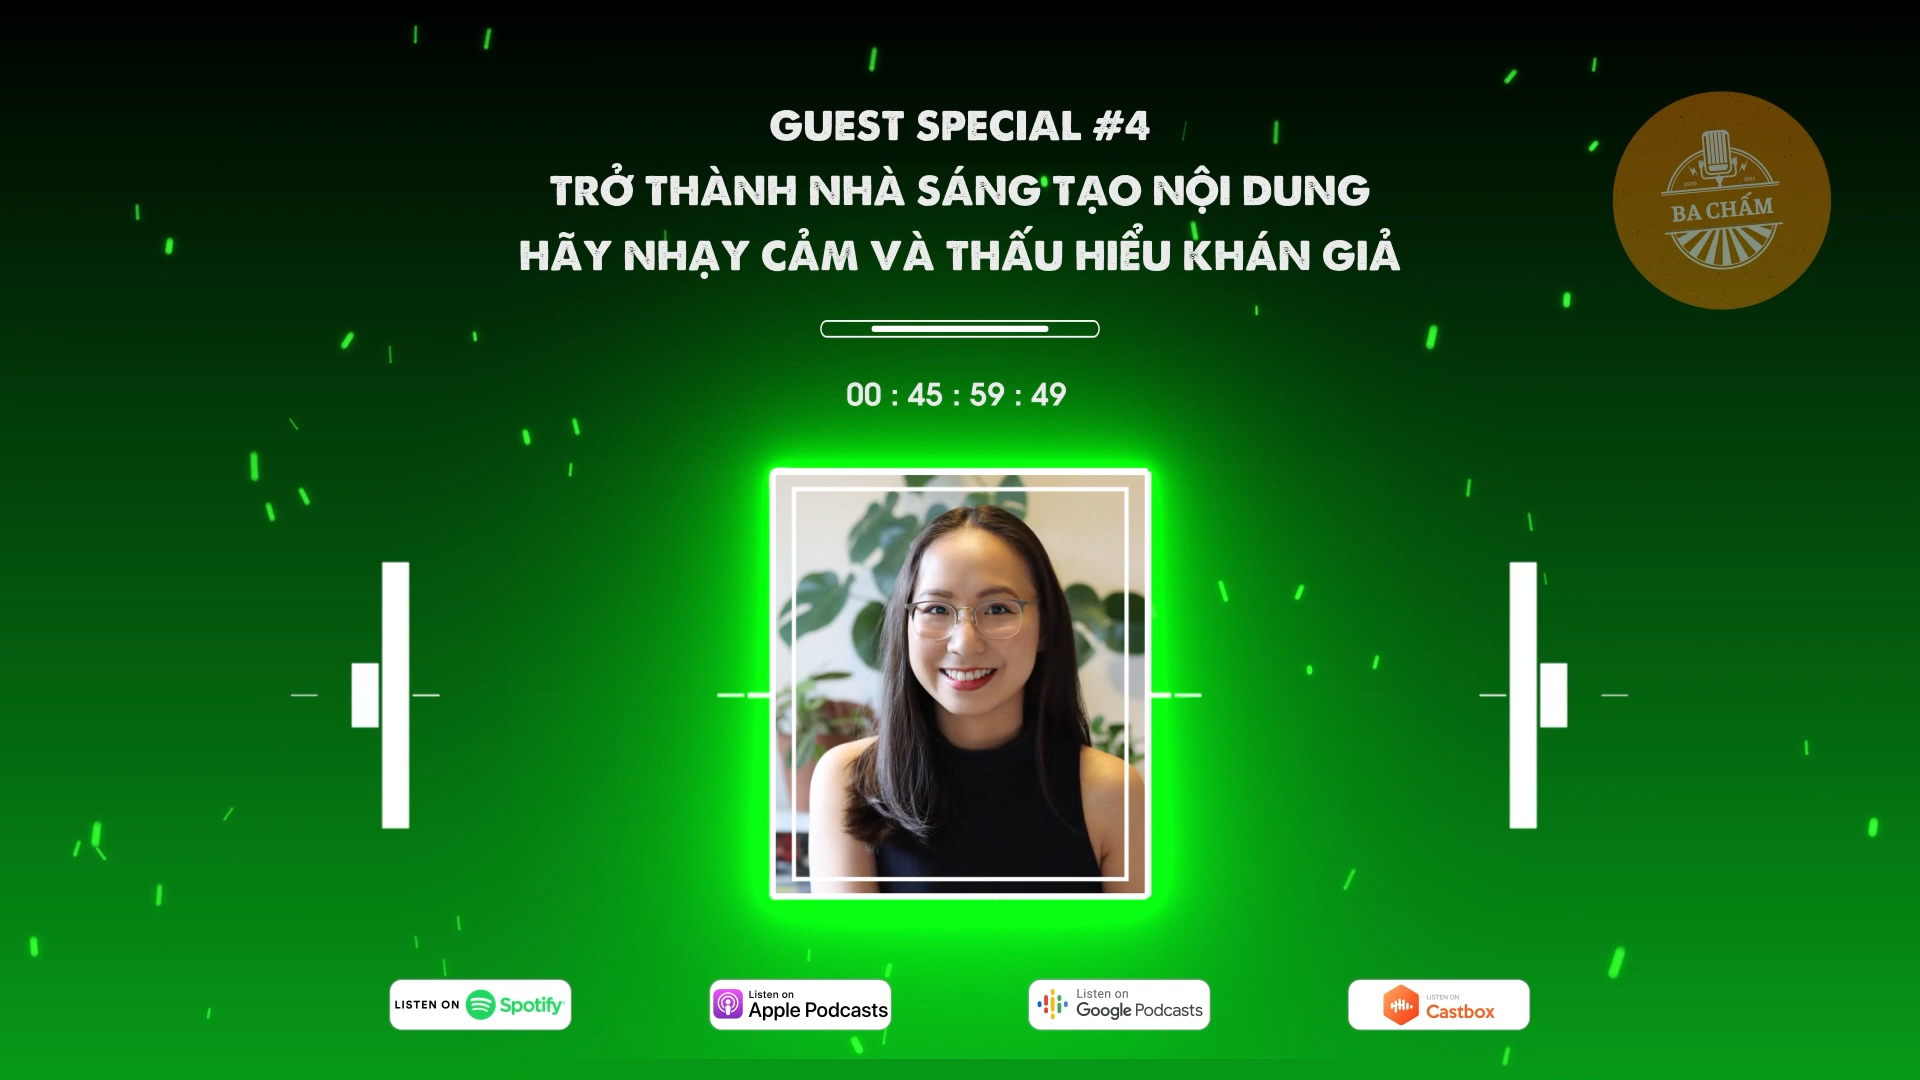 GUEST SPECIAL #4
TRỞ THÀNH NHÀ SÁNG TẠO NỘI DUNG
HÃY NHẠY CẢM VÀ THẤU HIỂU KHÁN GIẢ
BA CHẤM
00 : 45 : 59 : 49
LISTEN ON Spotify
Listen on
Apple Podcasts
Listen on
Google Podcasts
LISTEN ON
Castbox